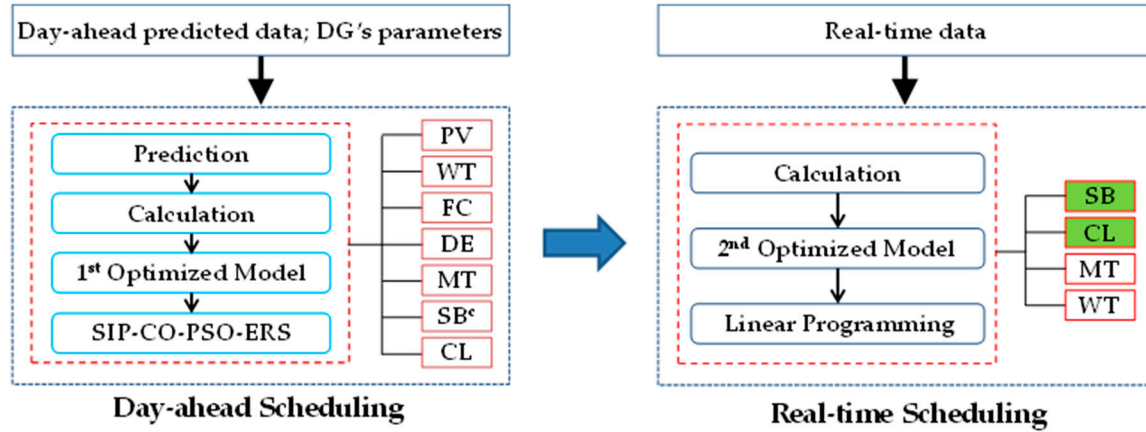 Day-ahead predicted data; DG's parameters
Prediction
Calculation
1st Optimized Model
SIP-CO-PSO-ERS
PV
WT
FC
DE
MT
SBc
CL
Day-ahead Scheduling
Real-time data
Calculation
2nd Optimized Model
Linear Programming
SB
CL
MT
WT
Real-time Scheduling